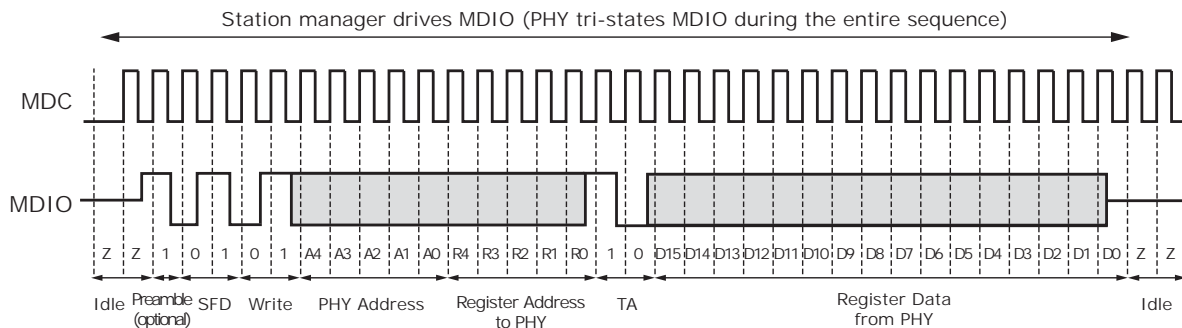 Station manager drives MDIO (PHY tri-states MDIO during the entire sequence)
MDC
MDIO
Z Z 1 0 1 0 1 A4 A3 A2 A1 A0 R4 R3 R2 R1 R0 1 0 D15 D14 D13 D12 D11 D10 D9 D8 D7 D6 D5 D4 D3 D2 D1 D0 Z Z
Idle Preamble (optional) SFD Write PHY Address Register Address to PHY TA Register Data from PHY Idle